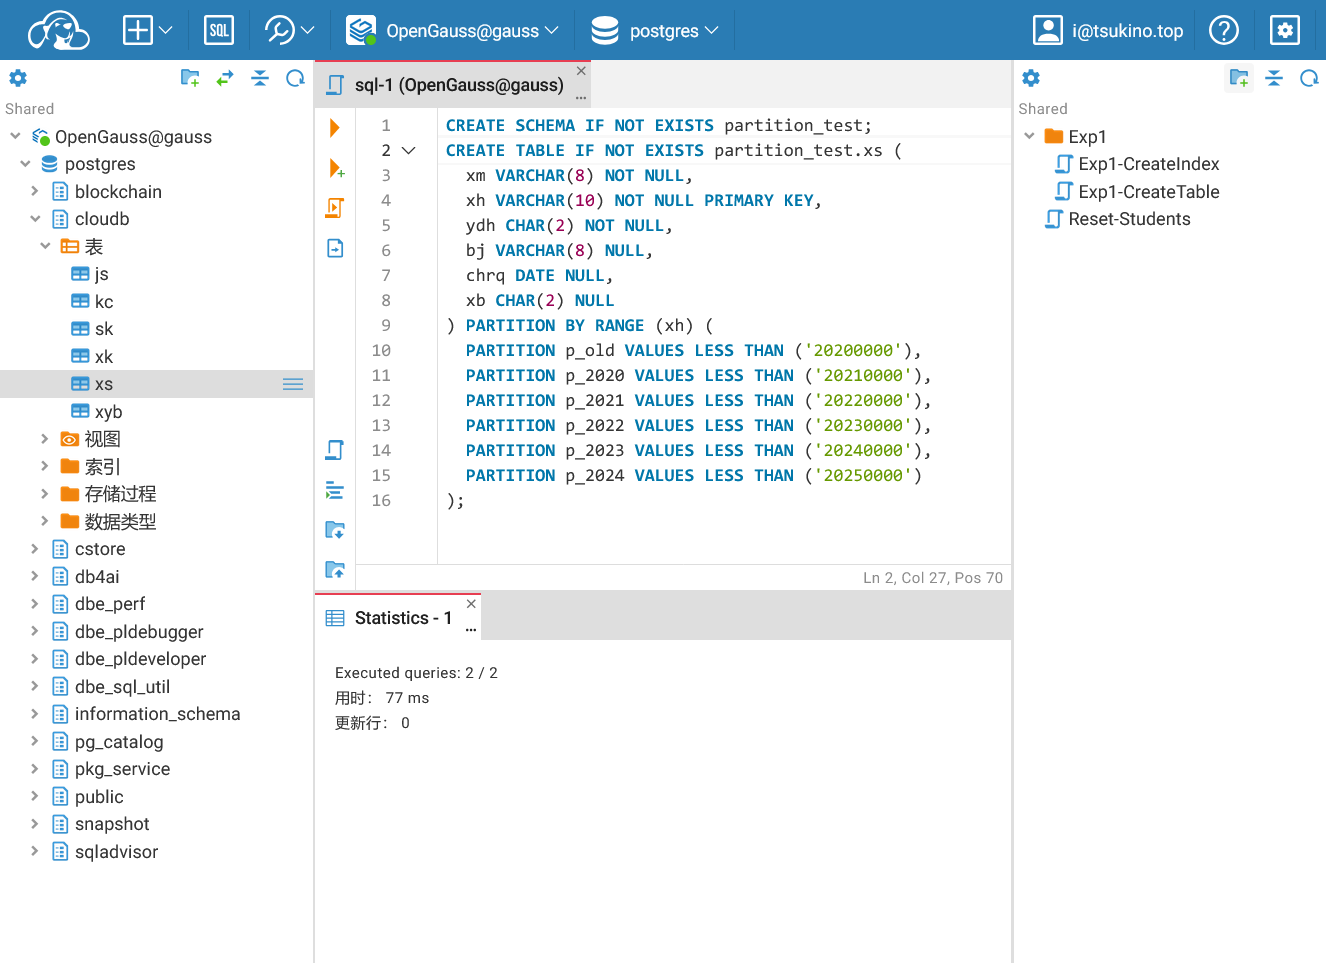 SQL
OpenGauss@gauss
postgres
i@tsukino.top
Shared
OpenGauss@gauss
postgres
blockchain
cloudb
表
js
kc
sk
xk
xs
xyb
视图
索引
存储过程
数据类型
cstore
db4ai
dbe_perf
dbe_pldebugger
dbe_pldeveloper
dbe_sql_util
information_schema
pg_catalog
pkg_service
public
snapshot
sqladvisor
sql-1 (OpenGauss@gauss)
1 CREATE SCHEMA IF NOT EXISTS partition_test;
2 CREATE TABLE IF NOT EXISTS partition_test.xs (
3 xm VARCHAR(8) NOT NULL,
4 xh VARCHAR(10) NOT NULL PRIMARY KEY,
5 ydh CHAR(2) NOT NULL,
6 bj VARCHAR(8) NULL,
7 chrq DATE NULL,
8 xb CHAR(2) NULL
9 ) PARTITION BY RANGE (xh) (
10 PARTITION p_old VALUES LESS THAN ('20200000'),
11 PARTITION p_2020 VALUES LESS THAN ('20210000'),
12 PARTITION p_2021 VALUES LESS THAN ('20220000'),
13 PARTITION p_2022 VALUES LESS THAN ('20230000'),
14 PARTITION p_2023 VALUES LESS THAN ('20240000'),
15 PARTITION p_2024 VALUES LESS THAN ('20250000')
16 );
Ln 2, Col 27, Pos 70
Statistics - 1
Executed queries: 2 / 2
用时： 77 ms
更新行： 0
Shared
Exp1
Exp1-CreateIndex
Exp1-CreateTable
Reset-Students